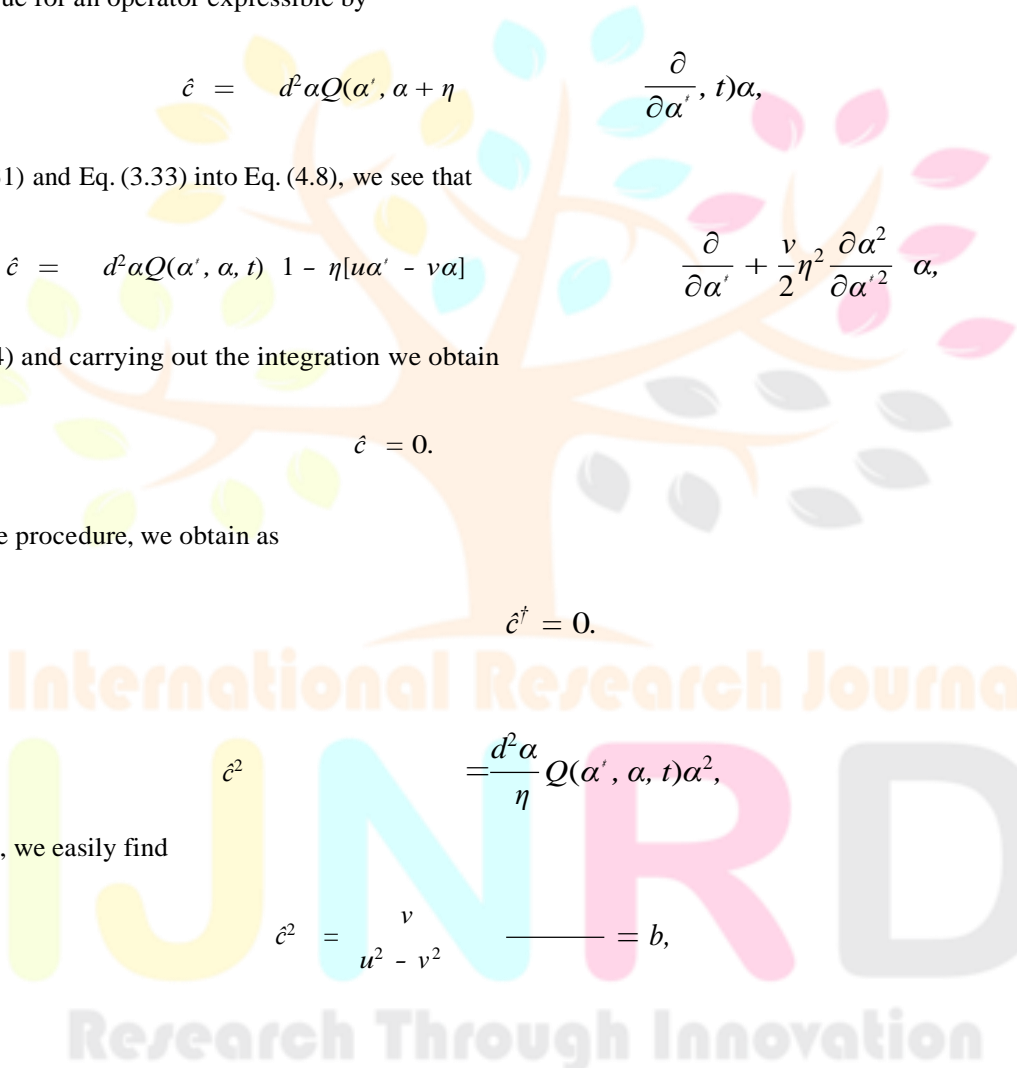 ue for an operator expressible by
ĉ = d²αQ(α′, α + η ∂/∂α′, t)α,
1) and Eq. (3.33) into Eq. (4.8), we see that
ĉ = d²αQ(α′, α, t) 1 − η[uα′ − vα] ∂/∂α′ + v/2 η² ∂α²/∂α′² α,
4) and carrying out the integration we obtain
ĉ = 0.
e procedure, we obtain as
ĉ† = 0.
International Research Journa
ĉ² = d²α/η Q(α′, α, t)α²,
, we easily find
ĉ² = v/u² − v² = b,
IJNRD
Research Through Innovation